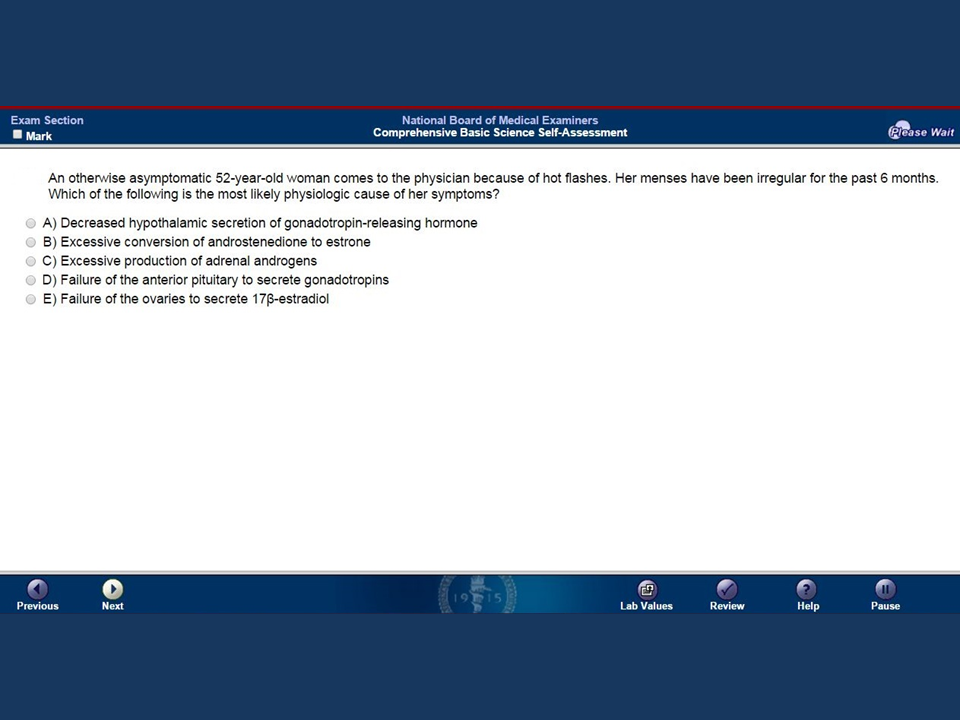 Exam Section
Mark
National Board of Medical Examiners
Comprehensive Basic Science Self-Assessment
Please Wait
An otherwise asymptomatic 52-year-old woman comes to the physician because of hot flashes. Her menses have been irregular for the past 6 months.
Which of the following is the most likely physiologic cause of her symptoms?
A) Decreased hypothalamic secretion of gonadotropin-releasing hormone
B) Excessive conversion of androstenedione to estrone
C) Excessive production of adrenal androgens
D) Failure of the anterior pituitary to secrete gonadotropins
E) Failure of the ovaries to secrete 17β-estradiol
1915
Previous Next Lab Values Review Help Pause